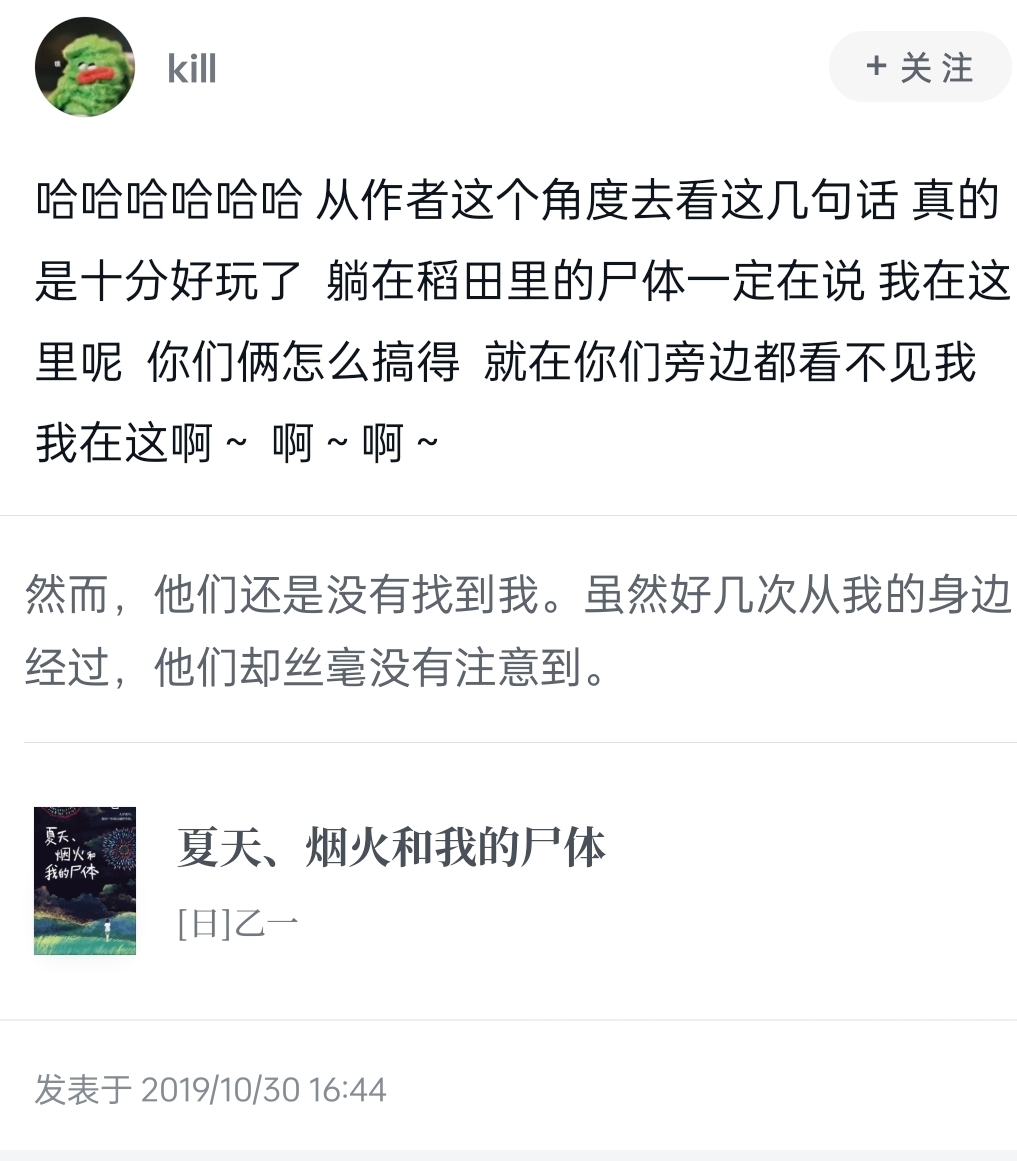 kill
+ 关注
哈哈哈哈哈哈 从作者这个角度去看这几句话 真的
是十分好玩了 躺在稻田里的尸体一定在说 我在这
里呢 你们俩怎么搞得 就在你们旁边都看不见我
我在这啊 ~ 啊 ~ 啊 ~
然而，他们还是没有找到我。虽然好几次从我的身边
经过，他们却丝毫没有注意到。
夏天、
烟火和
我的尸体
夏天、烟火和我的尸体
[日]乙一
发表于 2019/10/30 16:44